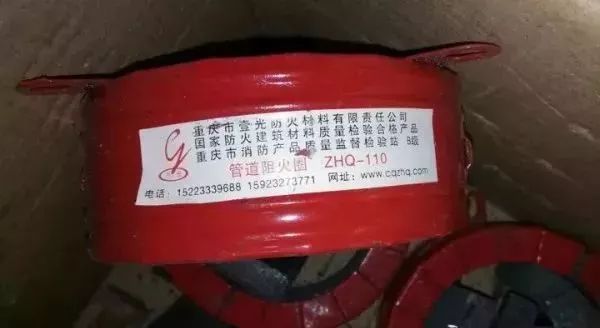 重庆市壹光防火材料有限责任公司
国家防火建筑材料质量检验合格产品
重庆市消防产品质量监督检验站 B级
管道阻火圈 ZHQ-110
电话：15223339688 15923273771 网址：www.cqzhq.com